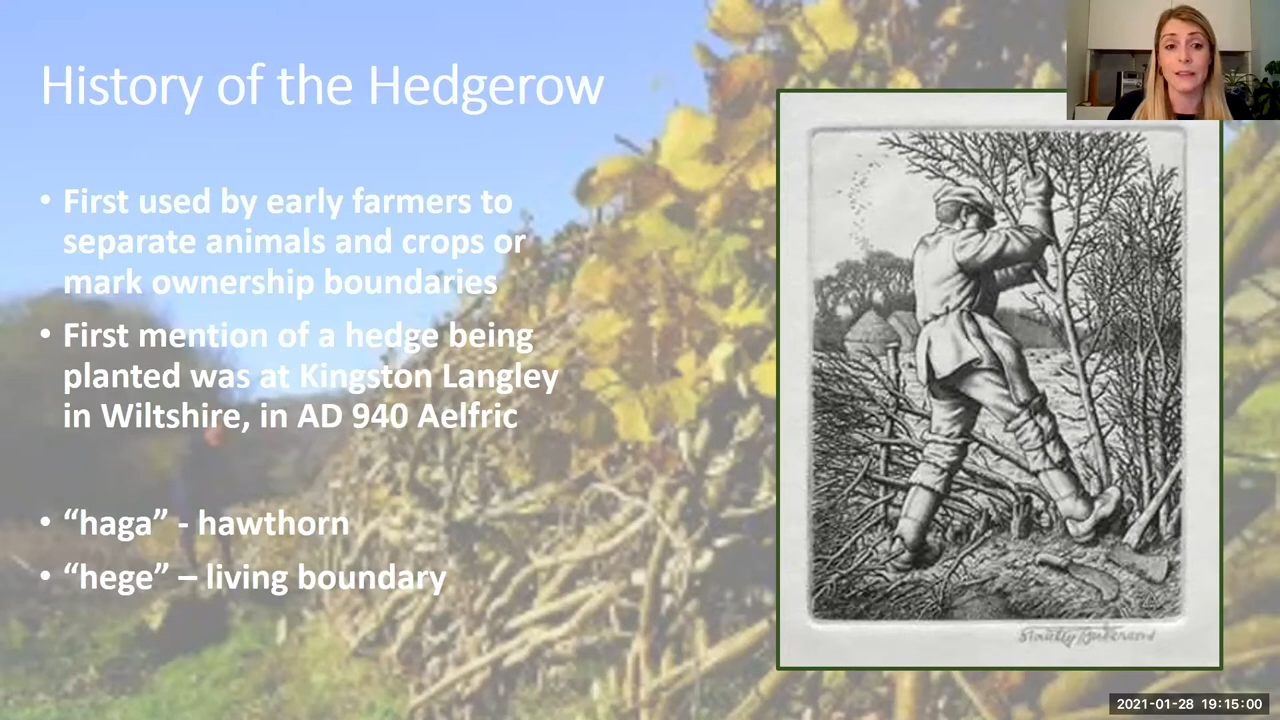 History of the Hedgerow
• First used by early farmers to
separate animals and crops or
mark ownership boundaries
• First mention of a hedge being
planted was at Kingston Langley
in Wiltshire, in AD 940 Aelfric
• “haga” - hawthorn
• “hege” – living boundary
2021-01-28 19:15:00